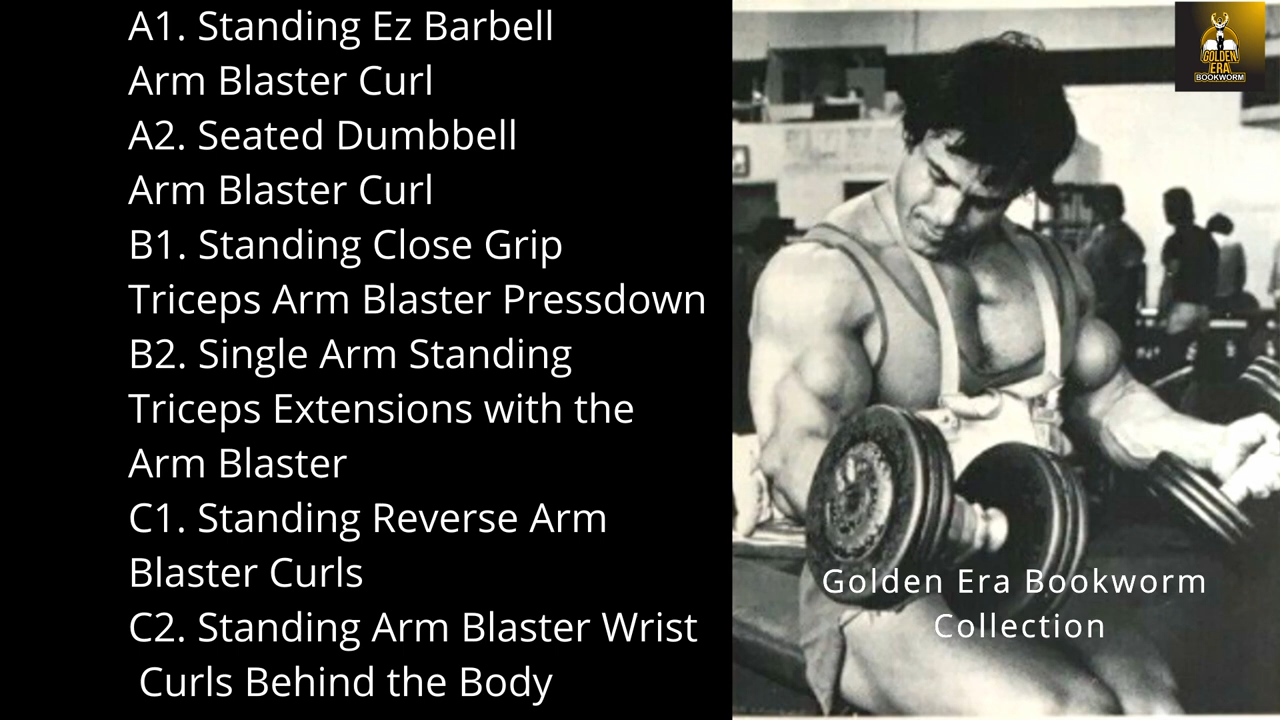 A1. Standing Ez Barbell
Arm Blaster Curl
A2. Seated Dumbbell
Arm Blaster Curl
B1. Standing Close Grip
Triceps Arm Blaster Pressdown
B2. Single Arm Standing
Triceps Extensions with the
Arm Blaster
C1. Standing Reverse Arm
Blaster Curls
C2. Standing Arm Blaster Wrist
Curls Behind the Body
GOLDEN
ERA
BOOKWORM
Golden Era Bookworm
Collection